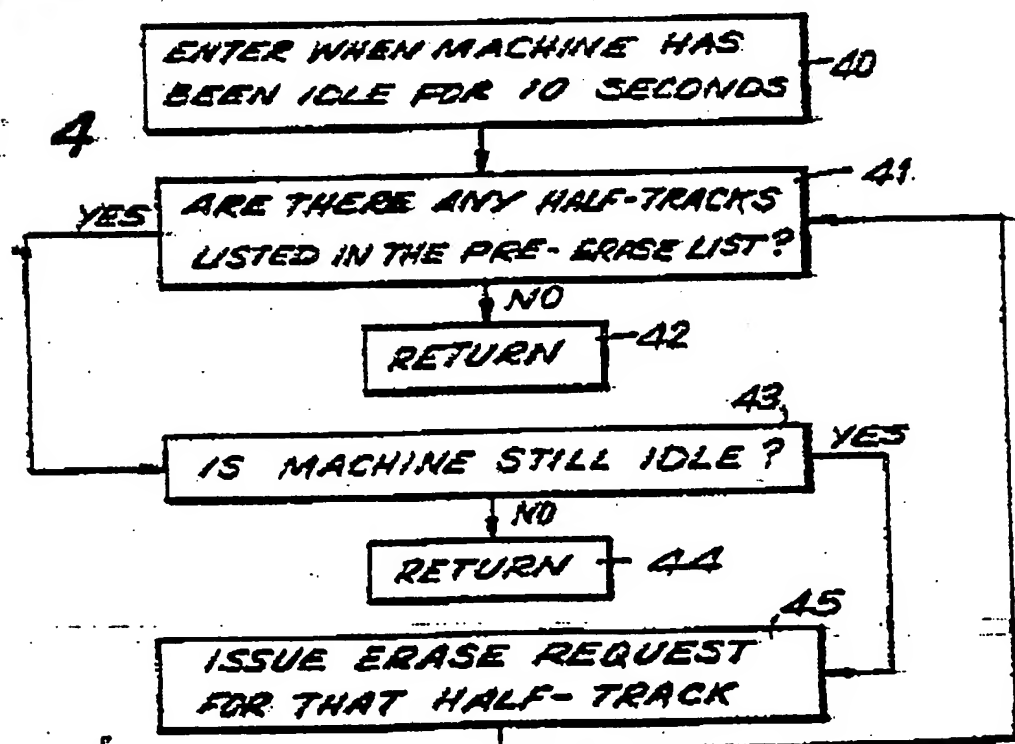 ENTER WHEN MACHINE HAS
BEEN IDLE FOR 10 SECONDS
40
4
41.
YES
ARE THERE ANY HALF-TRACKS
LISTED IN THE PRE-ERASE LIST?
NO
RETURN
42
43
IS MACHINE STILL IDLE?
YES
NO
RETURN
44
45
ISSUE ERASE REQUEST
FOR THAT HALF-TRACK